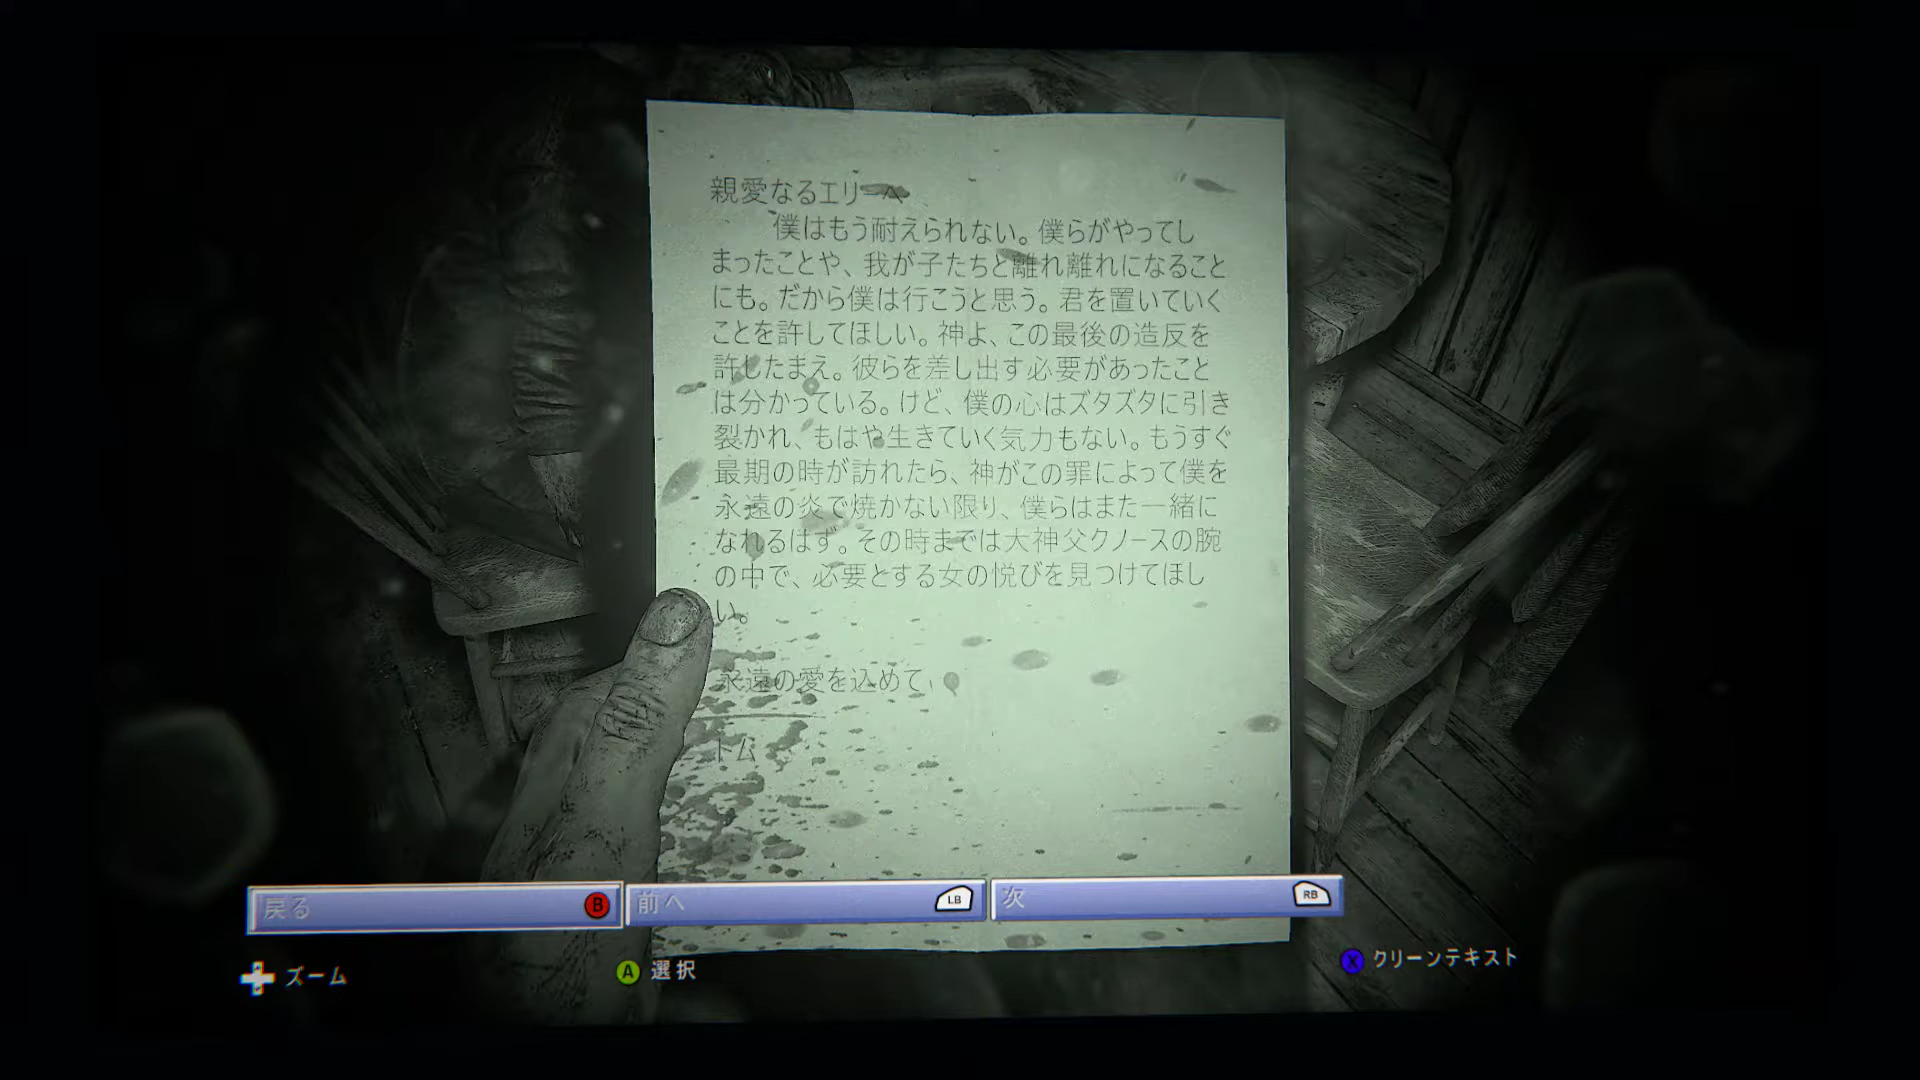 親愛なるエリーへ
僕はもう耐えられない。僕らがやってし
まったことや、我が子たちと離れ離れになること
にも。だから僕は行こうと思う。君を置いていく
ことを許してほしい。神よ、この最後の造反を
許したまえ。彼らを差し出す必要があったこと
は分かっている。けど、僕の心はズタズタに引き
裂かれ、もはや生きていく気力もない。もうすぐ
最期の時が訪れたら、神がこの罪によって僕を
永遠の炎で焼かない限り、僕らはまた一緒に
なれるはず。その時までは大神父クノースの腕
の中で、必要とする女の悦びを見つけてほし
い。
永遠の愛を込めて、
トム
戻る B
前へ LB
次 RB
ズーム
A 選択
X クリーンテキスト